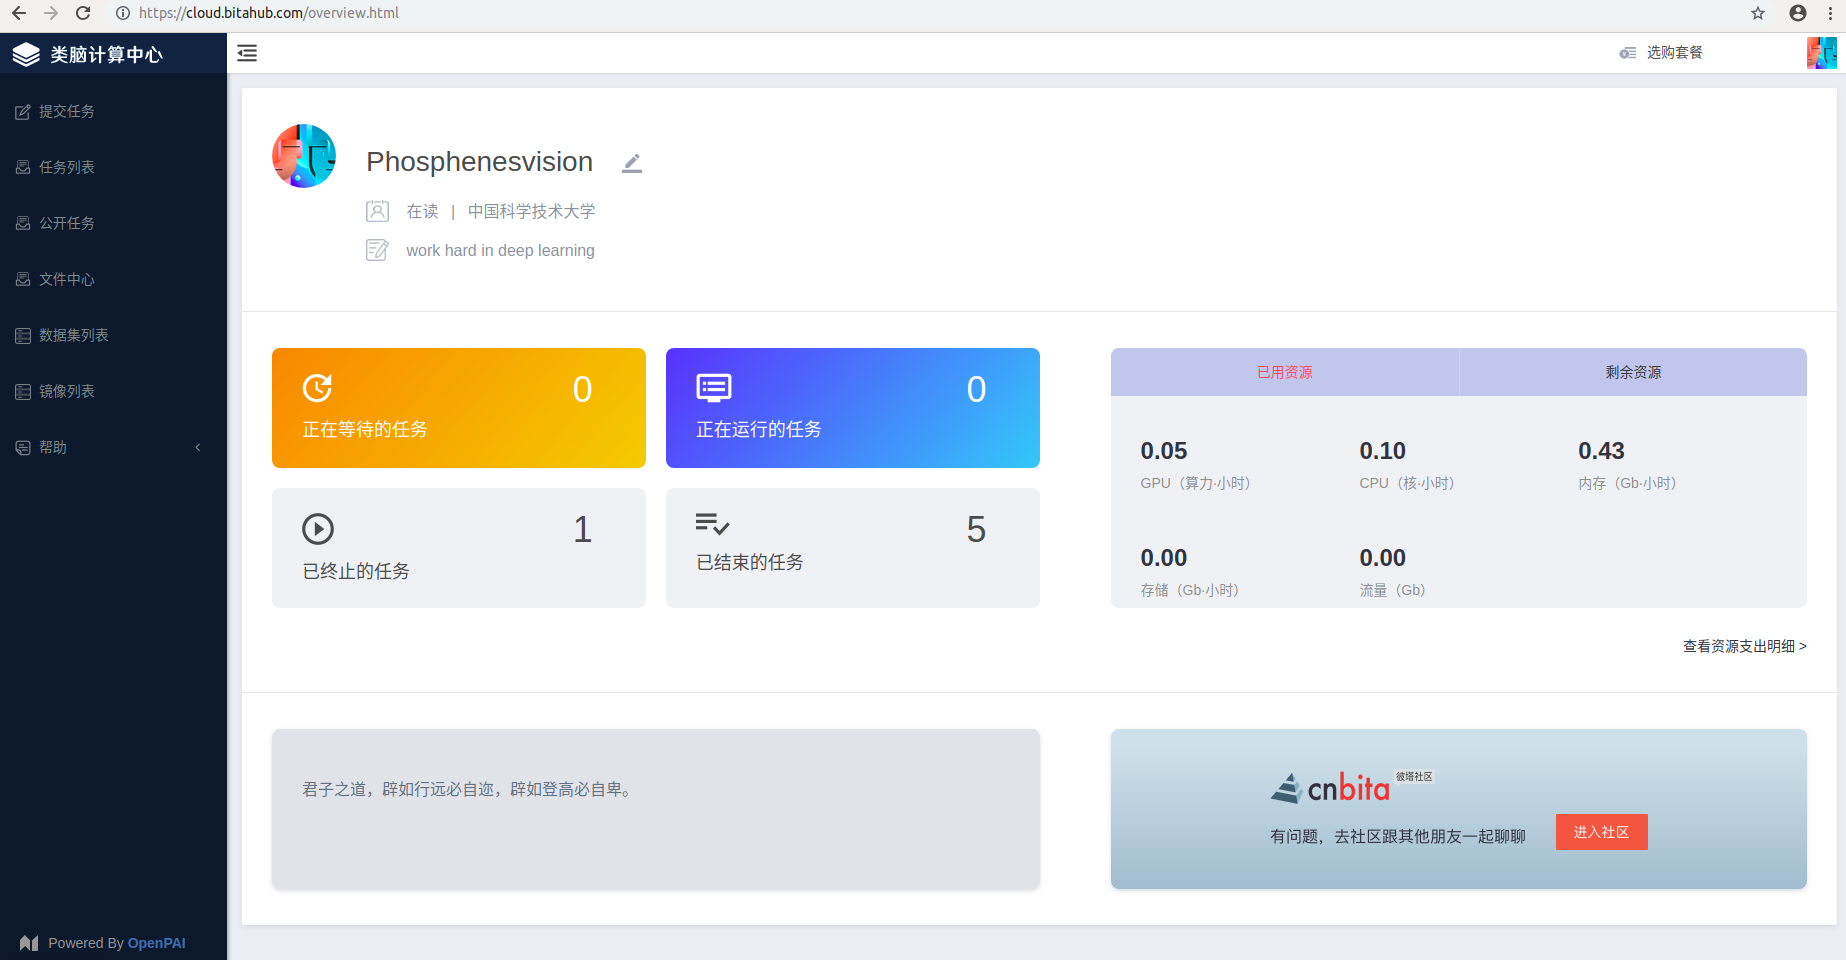 https://cloud.bitahub.com/overview.html
类脑计算中心
选购套餐
提交任务
任务列表
公开任务
文件中心
数据集列表
镜像列表
帮助
Powered By OpenPAI
Phosphenesvision
在读 | 中国科学技术大学
work hard in deep learning
0
正在等待的任务
0
正在运行的任务
1
已终止的任务
5
已结束的任务
已用资源 剩余资源
0.05 0.10 0.43
GPU（算力·小时） CPU（核·小时） 内存（Gb·小时）
0.00 0.00
存储（Gb·小时） 流量（Gb）
查看资源支出明细 >
君子之道，辟如行远必自迩，辟如登高必自卑。
cnbita 彼塔社区
有问题，去社区跟其他朋友一起聊聊
进入社区